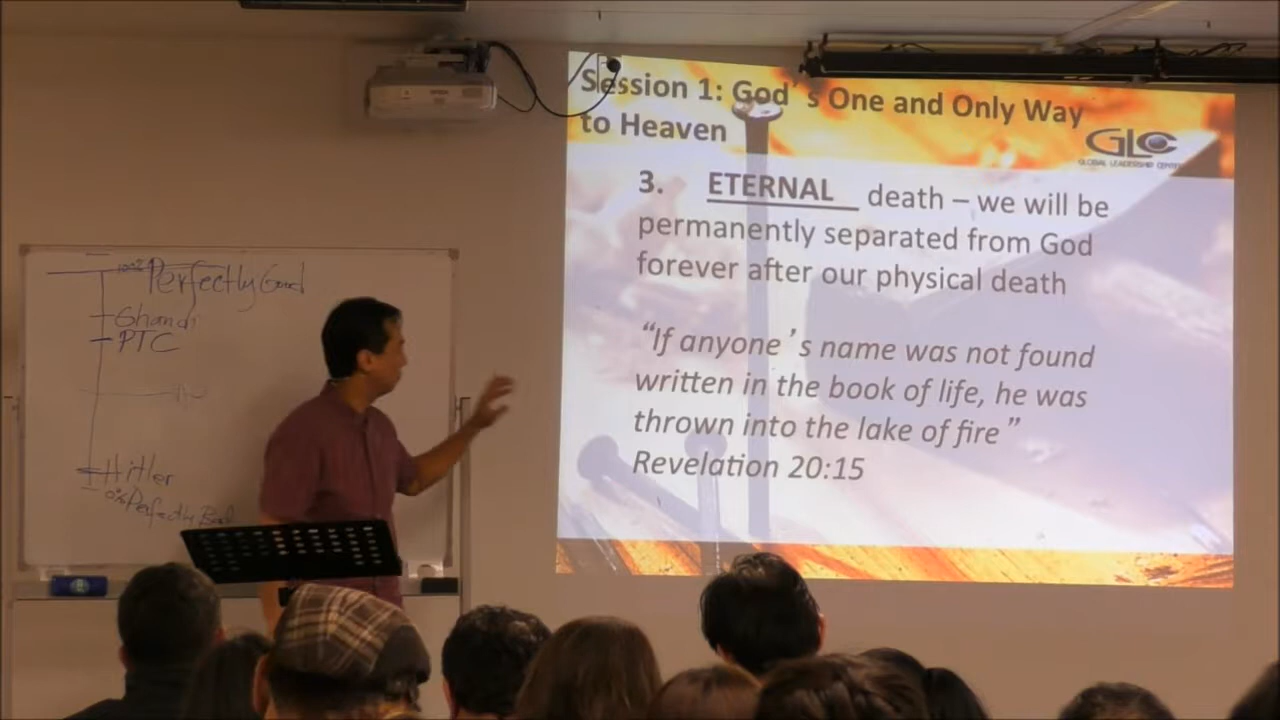 Session 1: God's One and Only Way
to Heaven
GLC
GLOBAL LEADERSHIP CENTER
3. ETERNAL death – we will be
permanently separated from God
forever after our physical death
“If anyone’s name was not found
written in the book of life, he was
thrown into the lake of fire”
Revelation 20:15
100% Perfectly Good
Ghandi
PTC
Hitler
0% Perfectly Bad
EPSON